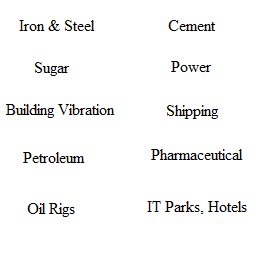 Iron & Steel
Cement
Sugar
Power
Building Vibration
Shipping
Petroleum
Pharmaceutical
Oil Rigs
IT Parks, Hotels